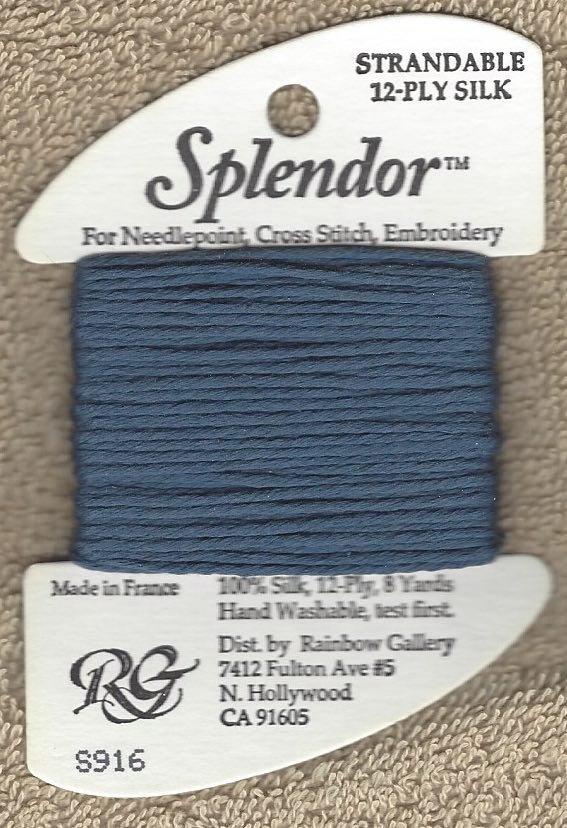 STRANDABLE
12-PLY SILK
Splendor™
For Needlepoint, Cross Stitch, Embroidery
Made in France
100% Silk, 12-Ply, 8 Yards
Hand Washable, test first.
Dist. by Rainbow Gallery
7412 Fulton Ave #5
N. Hollywood
CA 91605
RG
S916